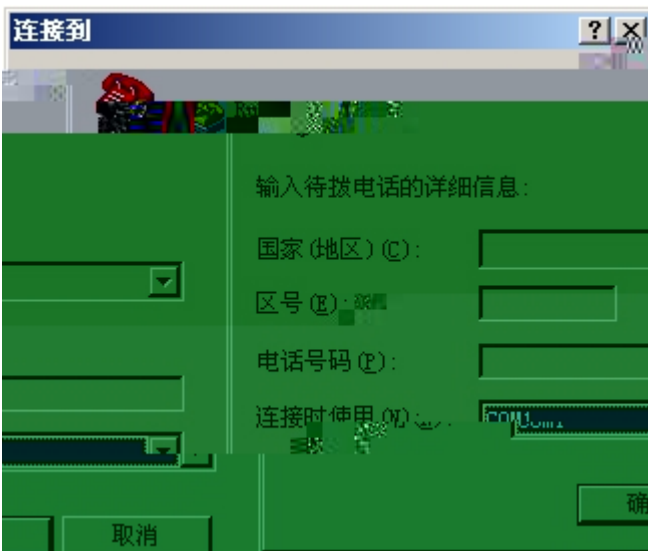 连接到
输入待拨电话的详细信息:
国家(地区)(C):
区号(E):
电话号码(P):
连接时使用(N):
COM1
确
取消